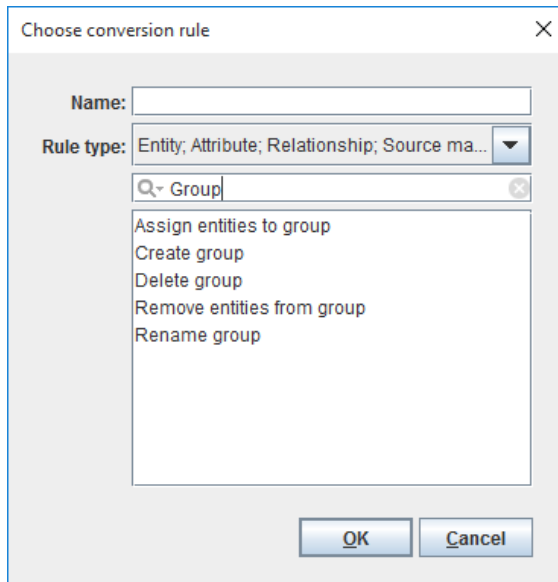 Choose conversion rule
Name:
Rule type: Entity; Attribute; Relationship; Source ma...
Group
Assign entities to group
Create group
Delete group
Remove entities from group
Rename group
OK Cancel